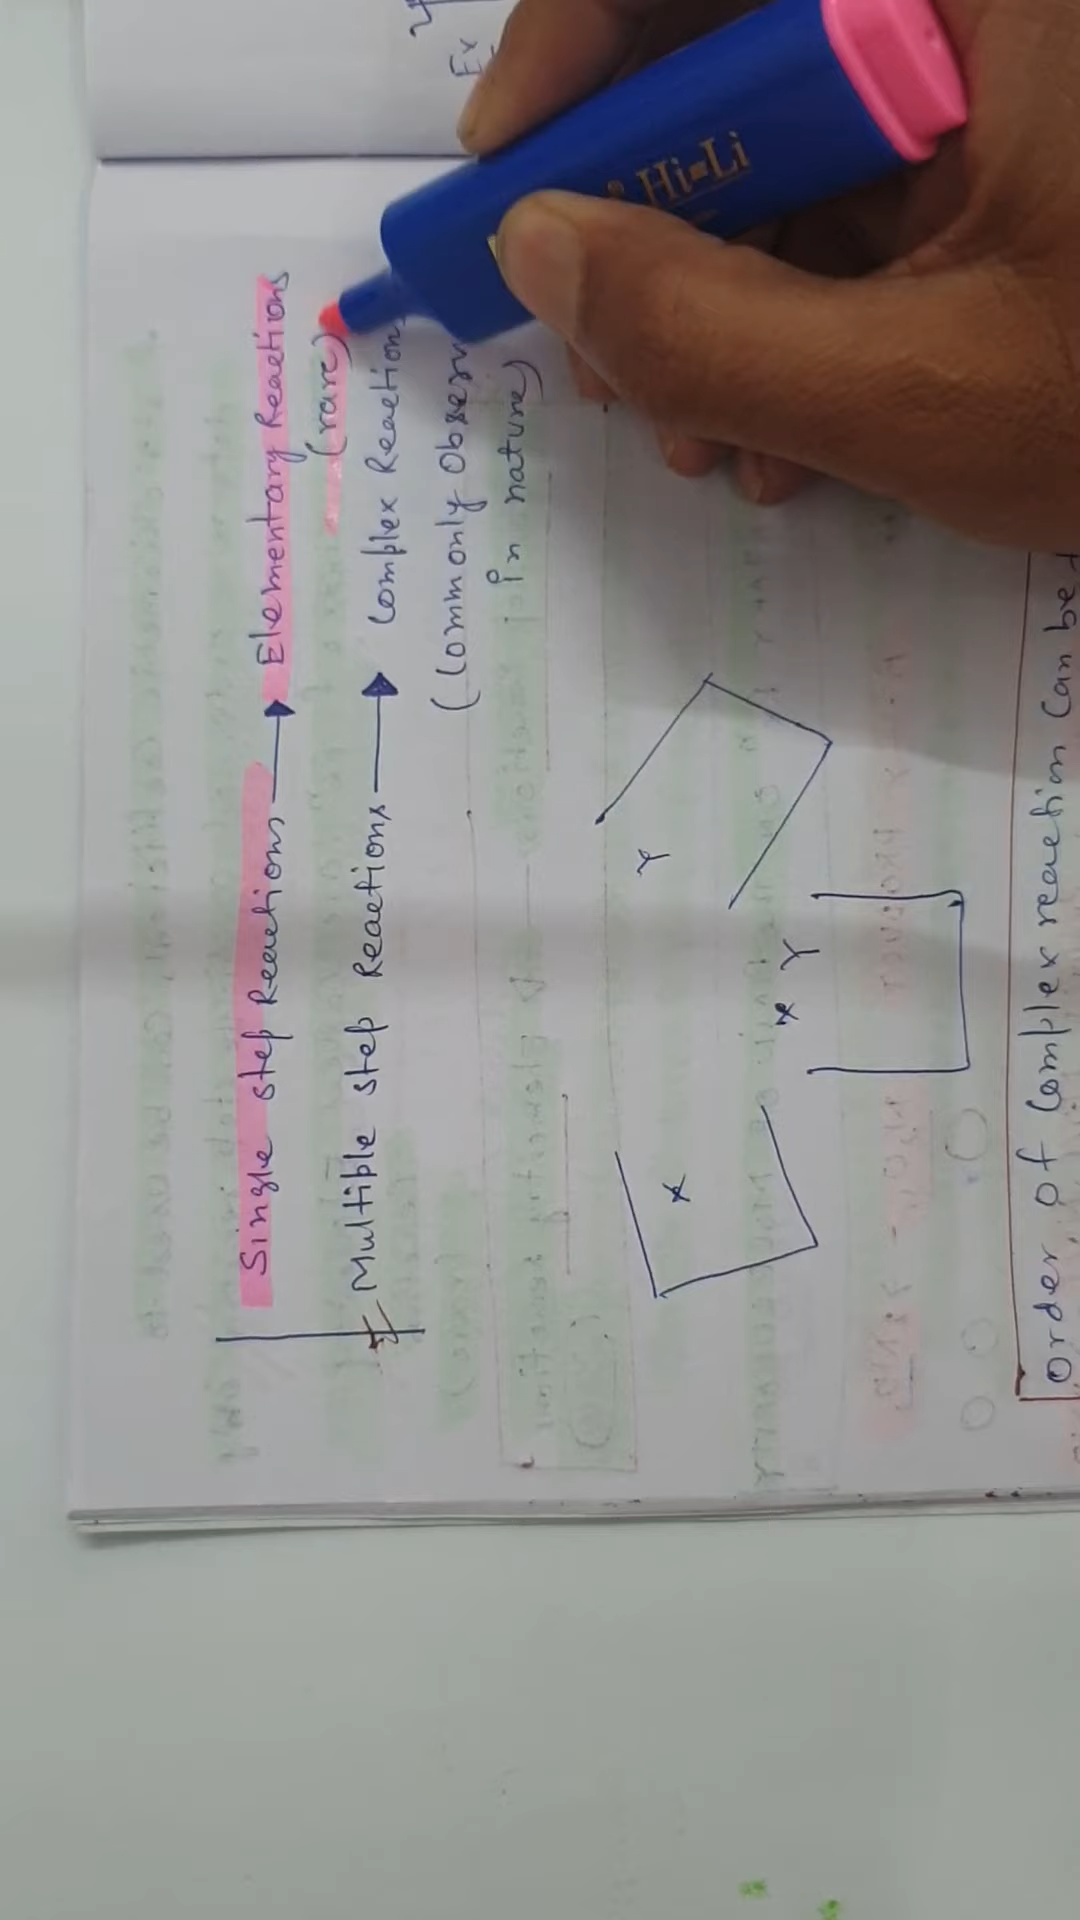 Single step Reactions → Elementary Reactions
(rare)
Multiple step Reactions → Complex Reactions
(Commonly Obser
in nature)
Y
X
X Y
Order of Complex reaction can be
Ex
Hi-Li